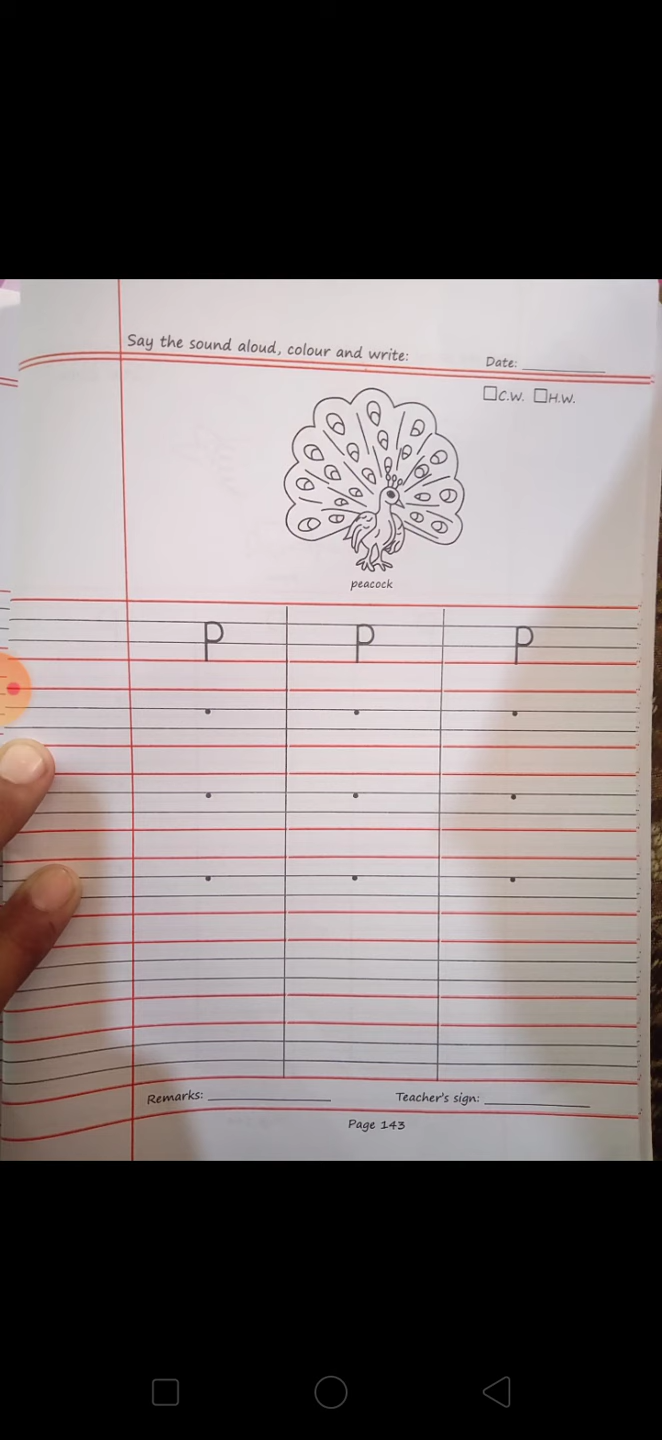 Say the sound aloud, colour and write:
Date:
C.W. H.W.
peacock
p p p
Remarks: Teacher's sign:
Page 143